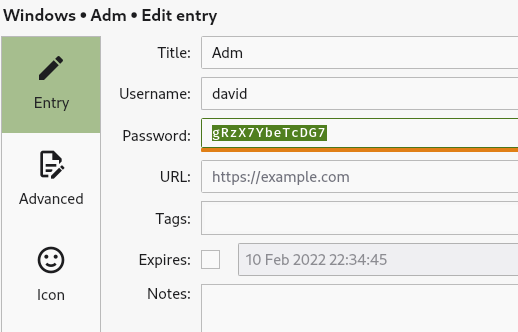 Windows • Adm • Edit entry
Entry
Advanced
Icon
Title: Adm
Username: david
Password: gRzX7YbeTcDG7
URL: https://example.com
Tags:
Expires: 10 Feb 2022 22:34:45
Notes: